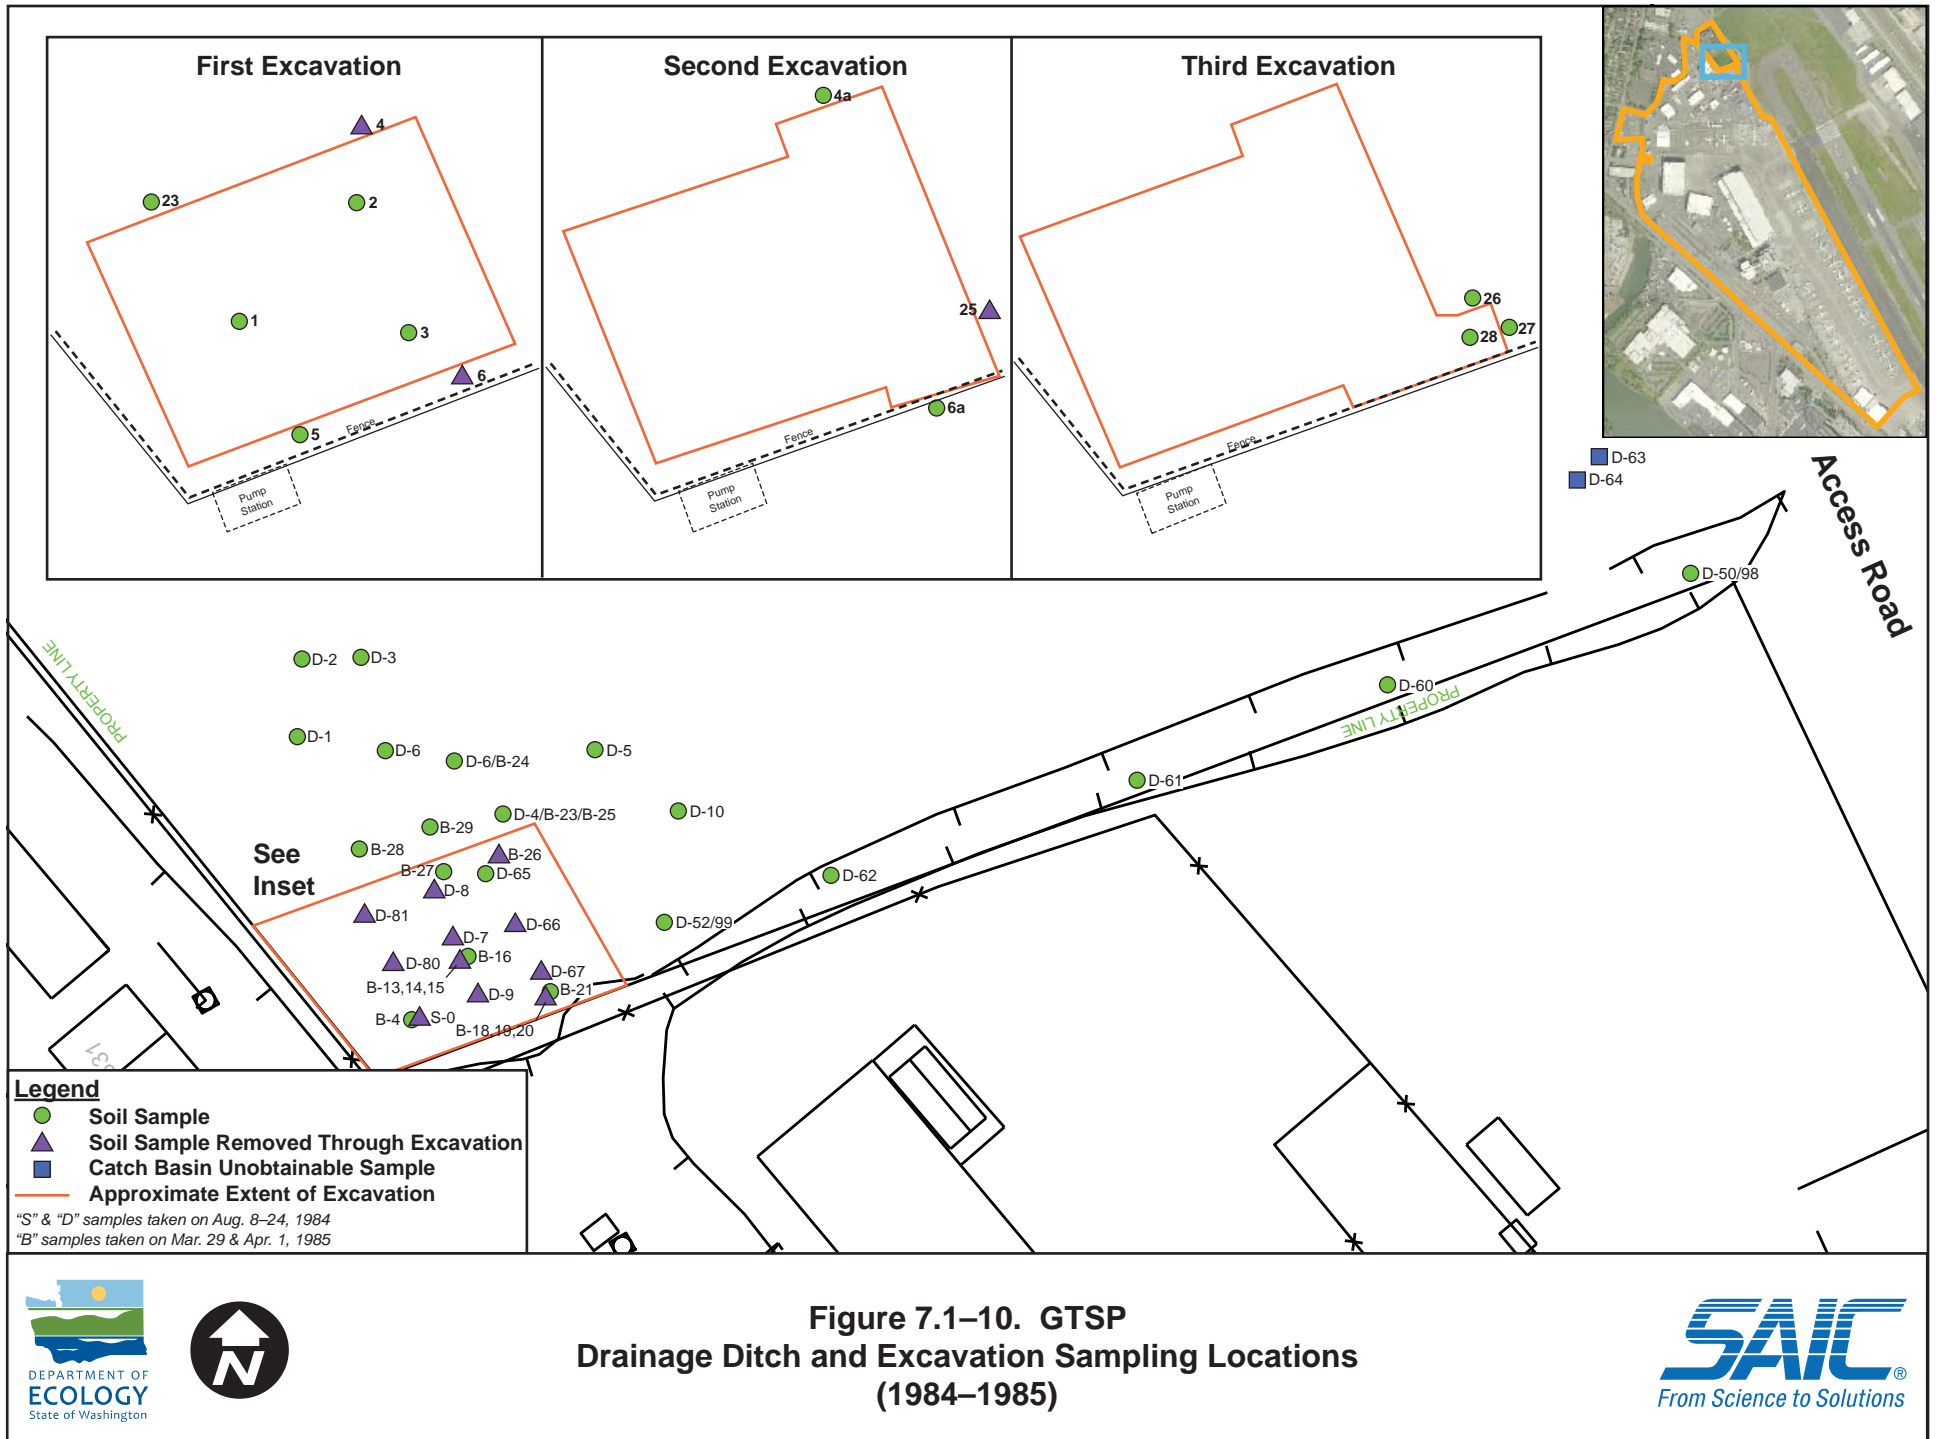 First Excavation
4
23
2
1
3
6
5
Fence
Pump
Station
Second Excavation
4a
25
6a
Fence
Pump
Station
Third Excavation
26
27
28
Fence
Pump
Station
D-63
D-64
Access Road
D-50/98
D-60
PROPERTY LINE
D-61
PROPERTY LINE
D-2
D-3
D-1
D-6
D-6/B-24
D-5
D-4/B-23/B-25
D-10
B-29
B-28
See
Inset
B-26
B-27
D-65
D-8
D-62
D-81
D-66
D-52/99
D-7
B-16
D-80
D-67
B-13,14,15
D-9
B-21
B-4
S-0
B-18,19,20
Legend
Soil Sample
Soil Sample Removed Through Excavation
Catch Basin Unobtainable Sample
Approximate Extent of Excavation
“S” & “D” samples taken on Aug. 8–24, 1984
“B” samples taken on Mar. 29 & Apr. 1, 1985
DEPARTMENT OF
ECOLOGY
State of Washington
N
Figure 7.1–10. GTSP
Drainage Ditch and Excavation Sampling Locations
(1984–1985)
SAIC®
From Science to Solutions